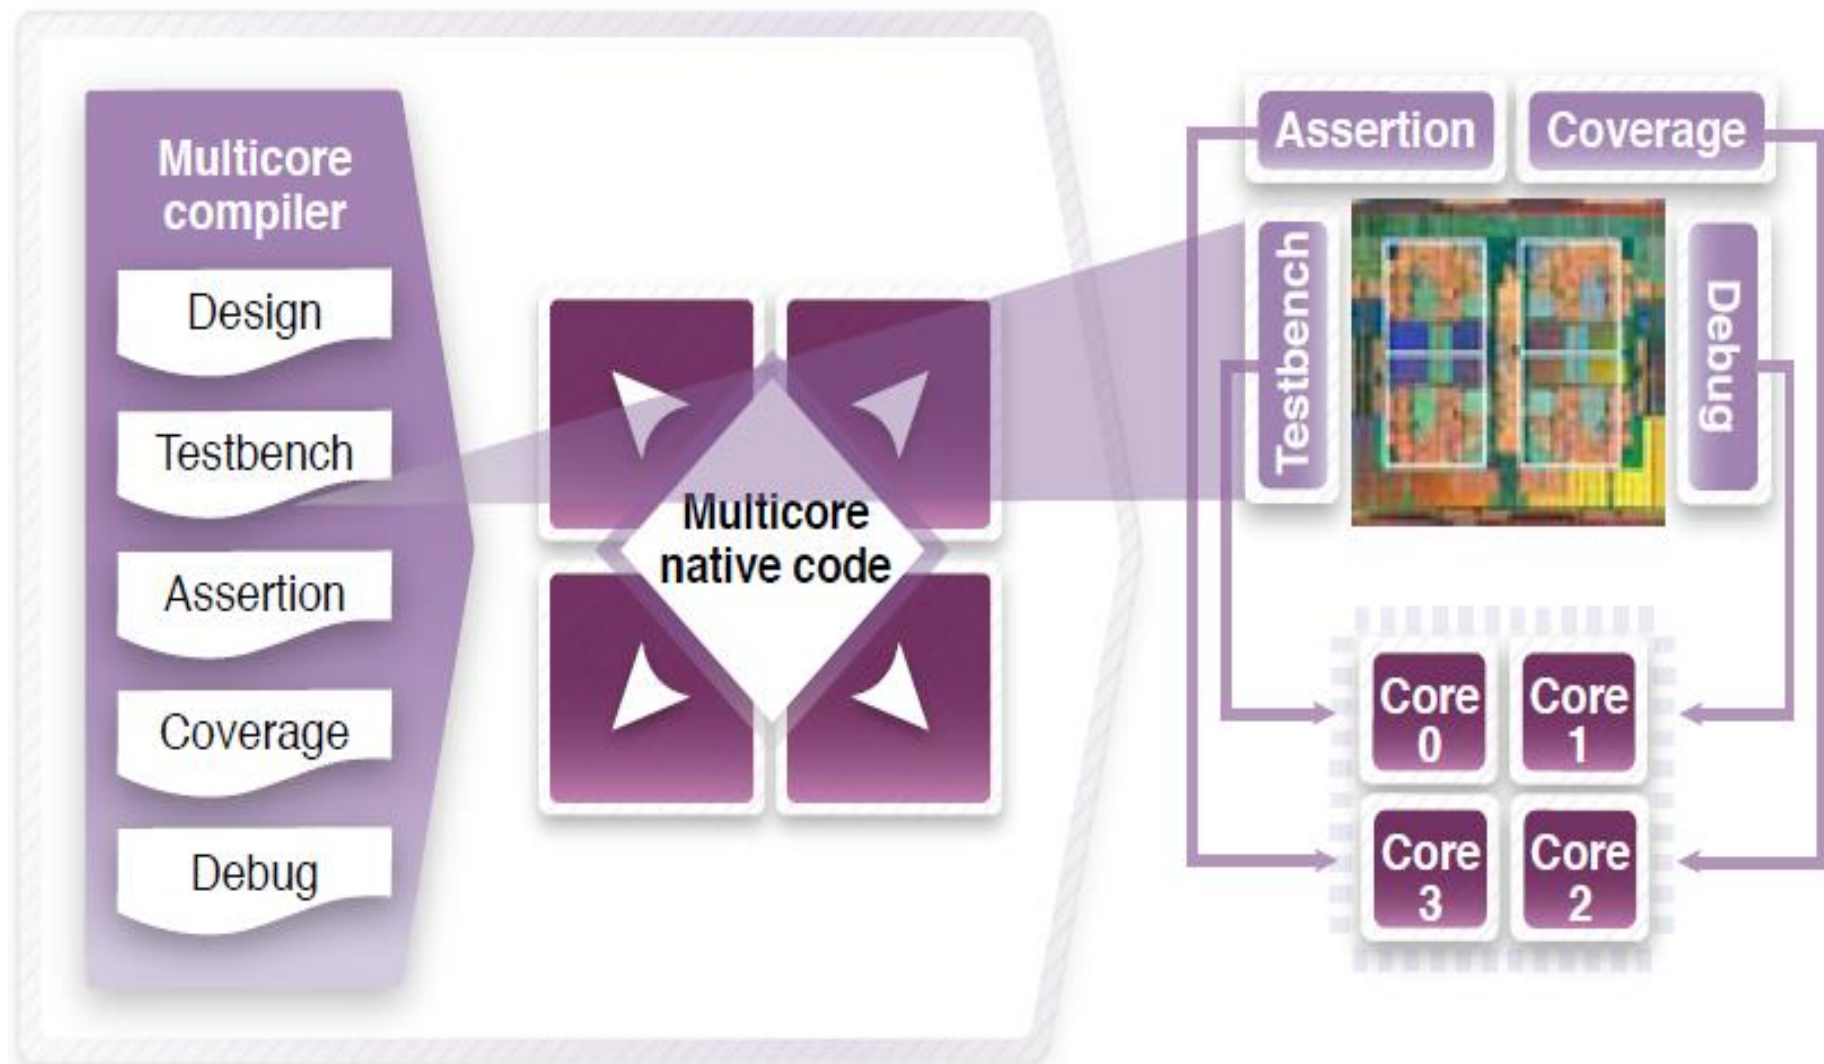 Multicore
compiler
Design
Testbench
Assertion
Coverage
Debug
Multicore
native code
Assertion
Coverage
Testbench
Debug
Core
0
Core
1
Core
3
Core
2